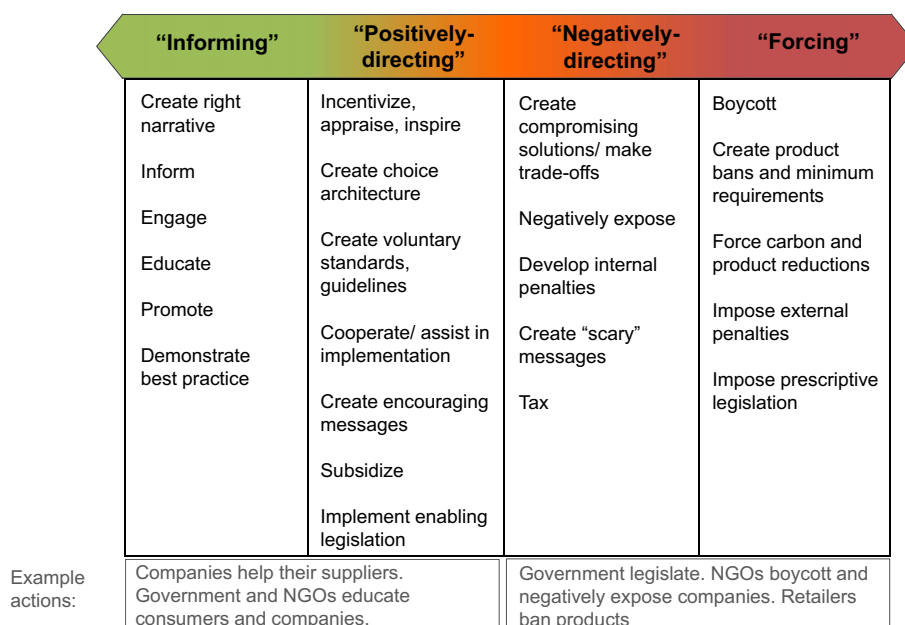 “Informing”
“Positively-
directing”
“Negatively-
directing”
“Forcing”
Create right
narrative
Inform
Engage
Educate
Promote
Demonstrate
best practice
Incentivize,
appraise, inspire
Create choice
architecture
Create voluntary
standards,
guidelines
Cooperate/ assist in
implementation
Create encouraging
messages
Subsidize
Implement enabling
legislation
Create
compromising
solutions/ make
trade-offs
Negatively expose
Develop internal
penalties
Create “scary”
messages
Tax
Boycott
Create product
bans and minimum
requirements
Force carbon and
product reductions
Impose external
penalties
Impose prescriptive
legislation
Example
actions:
Companies help their suppliers.
Government and NGOs educate
consumers and companies.
Government legislate. NGOs boycott and
negatively expose companies. Retailers
ban products